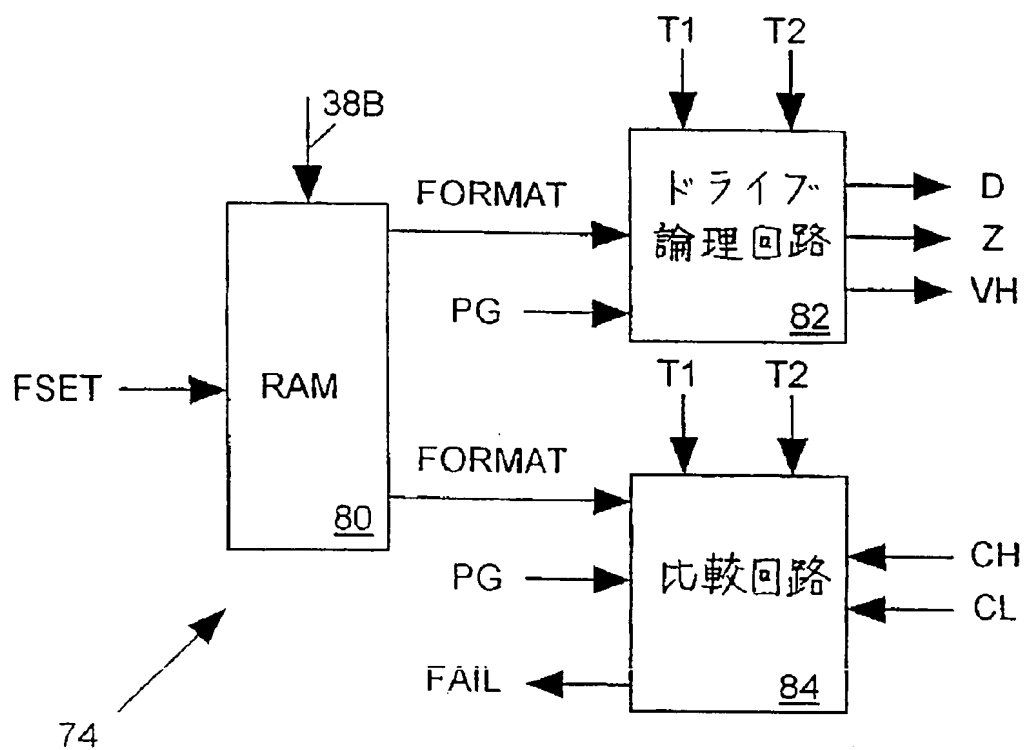 T1 T2
38B
FORMAT
ドライブ
論理回路
82
D
Z
VH
PG
T1 T2
FSET
RAM
80
FORMAT
PG
比較回路
84
CH
CL
FAIL
74